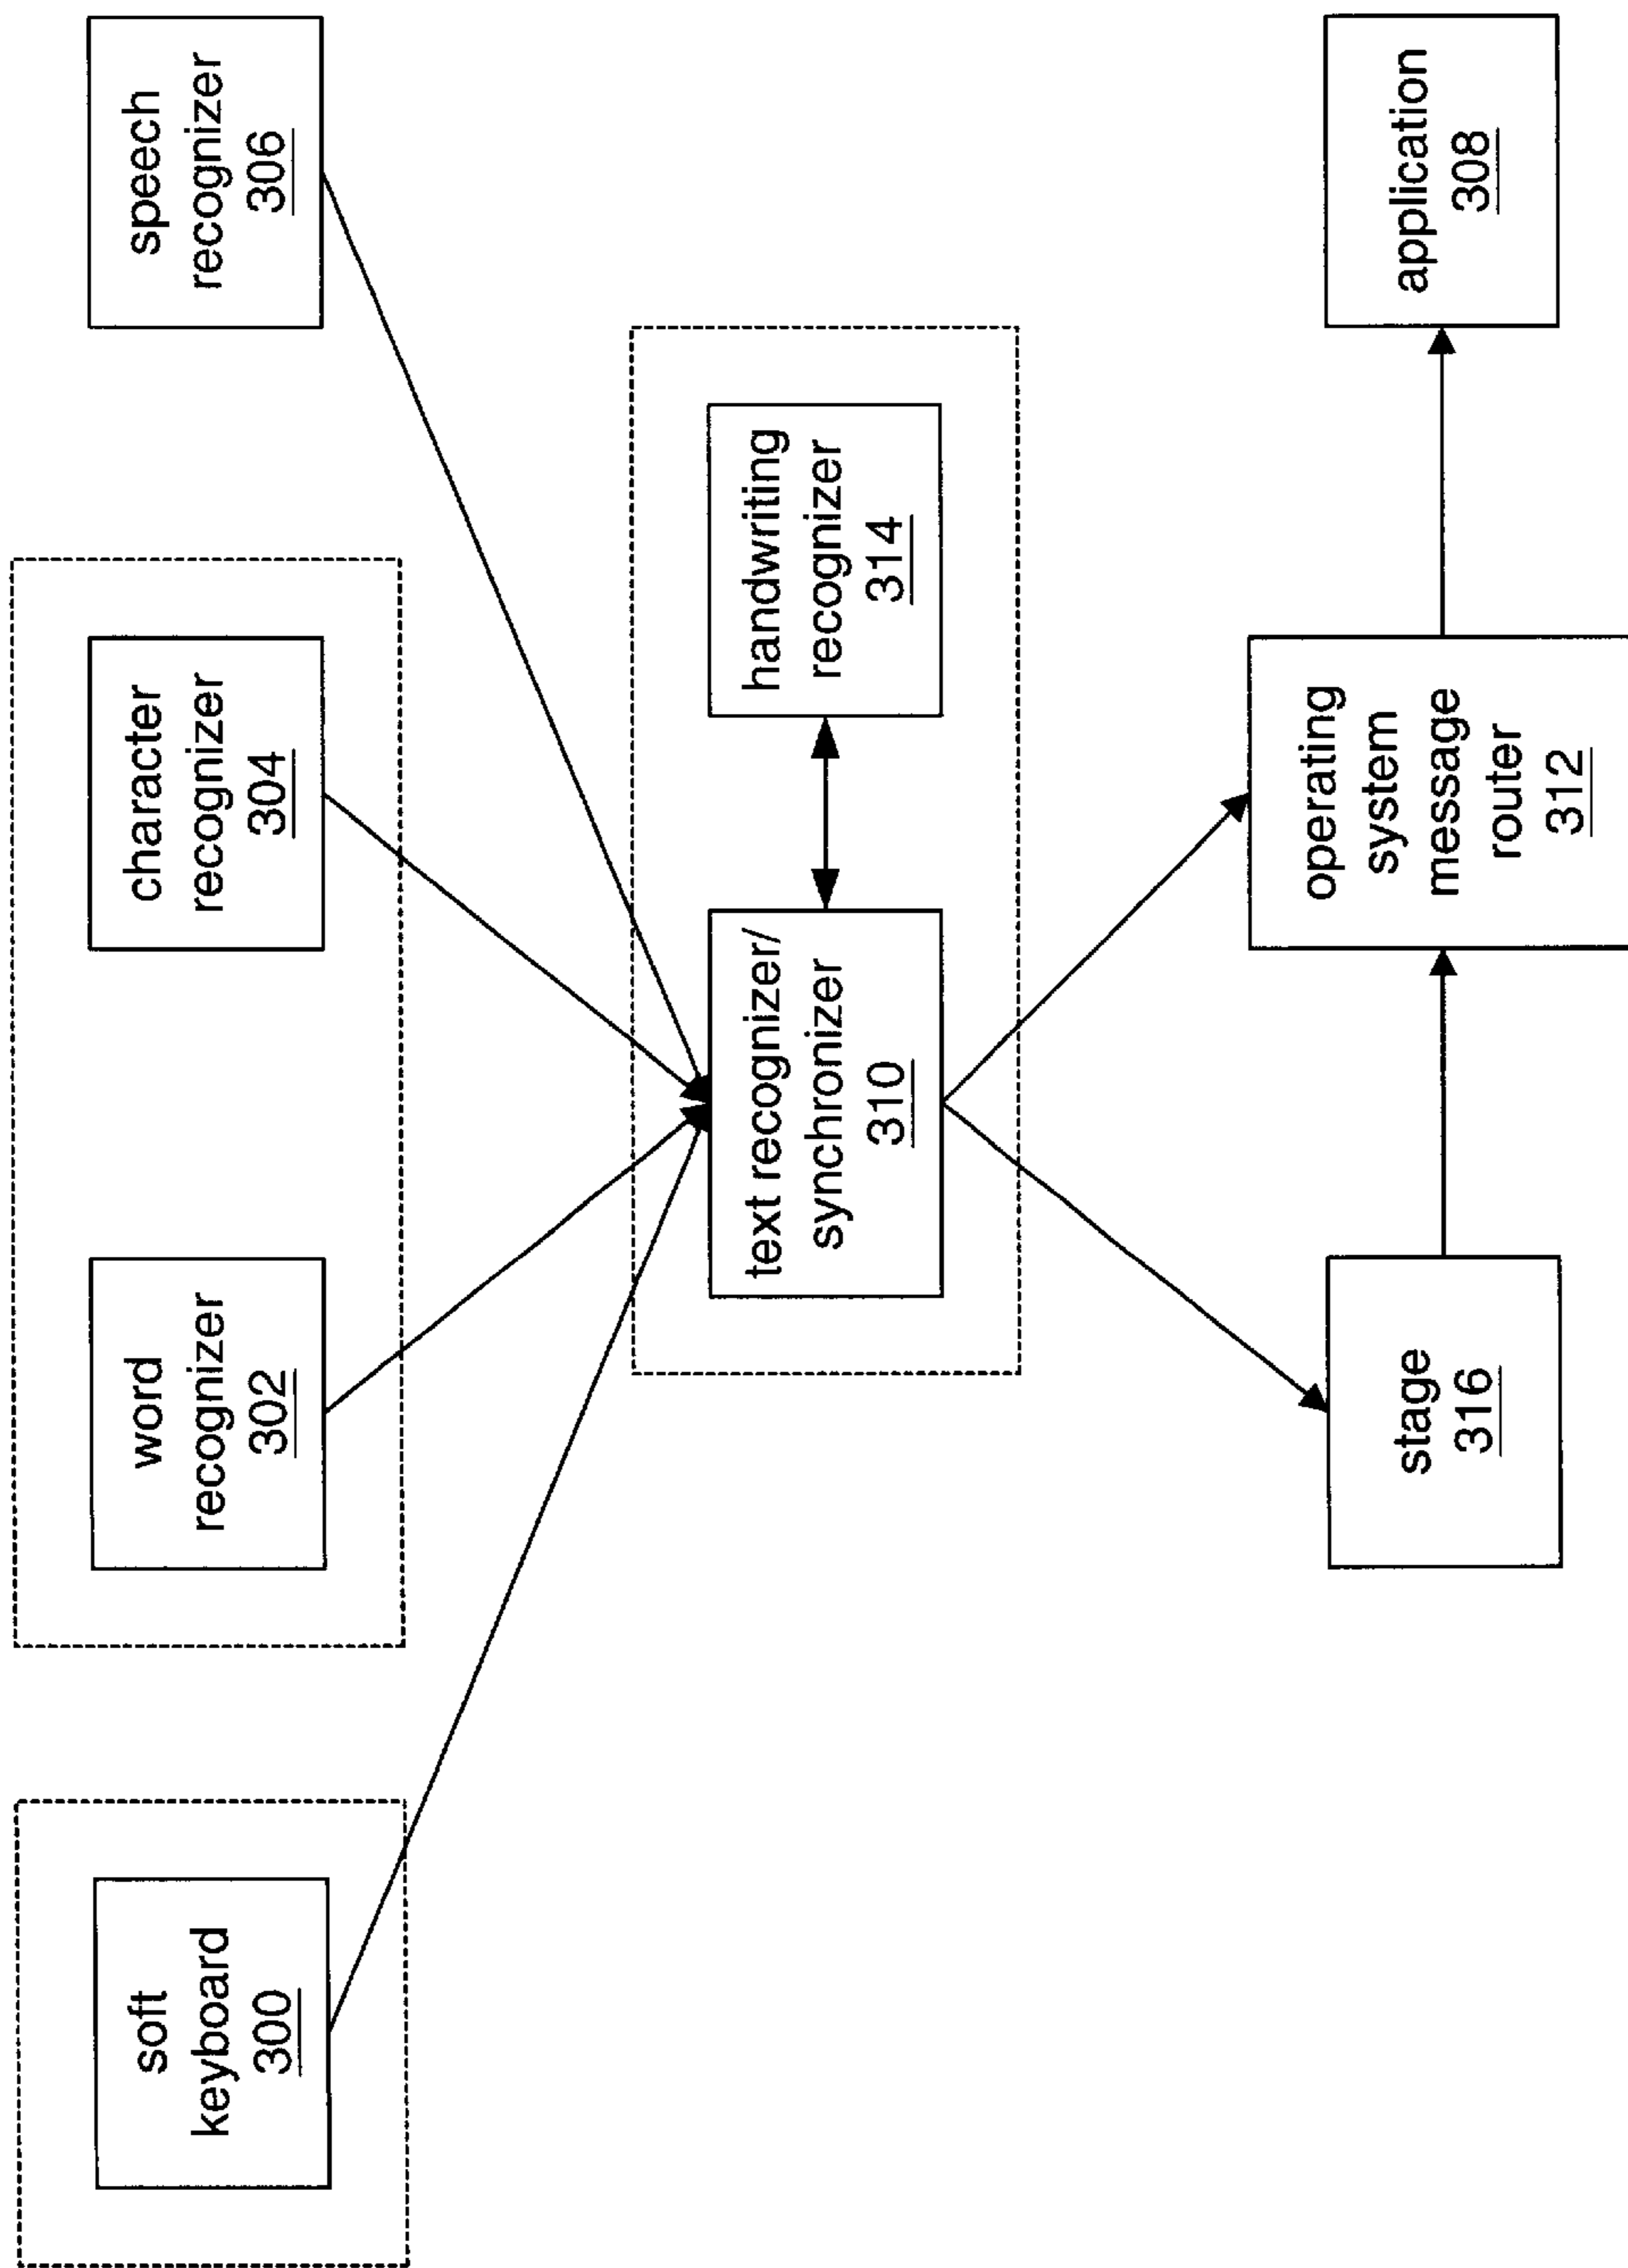 soft
keyboard
300
word
recognizer
302
character
recognizer
304
speech
recognizer
306
text recognizer/
synchronizer
310
handwriting
recognizer
314
stage
316
operating
system
message
router
312
application
308